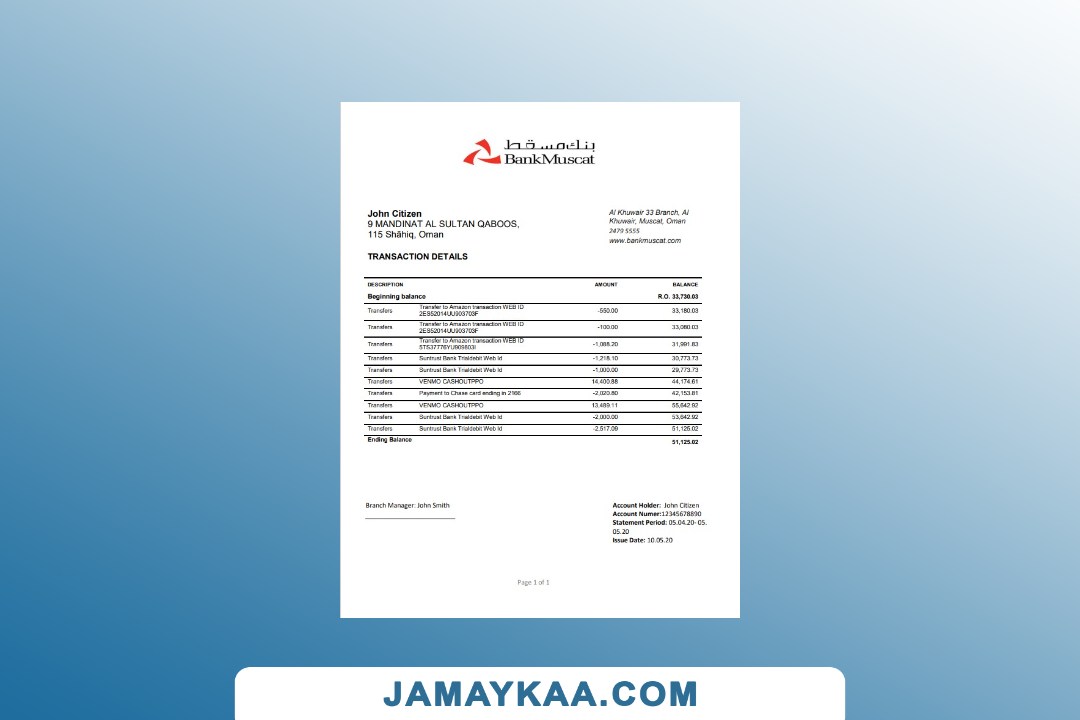 بنك مسقط
BankMuscat
John Citizen
9 MANDINAT AL SULTAN QABOOS,
115 Shāhiq, Oman
Al Khuwair 33 Branch, Al
Khuwair, Muscat, Oman
2479 5555
www.bankmuscat.com
TRANSACTION DETAILS
DESCRIPTION AMOUNT BALANCE
Beginning balance R.O. 33,730.03
Transfers Transfer to Amazon transaction WEB ID
2ES52014UU903703F -550.00 33,180.03
Transfers Transfer to Amazon transaction WEB ID
2ES52014UU903703F -100.00 33,080.03
Transfers Transfer to Amazon transaction WEB ID
-1,088.20 31,991.83
Transfers Suntrust Bank Trialdebit Web Id -1,218.10 30,773.73
Transfers Suntrust Bank Trialdebit Web Id -1,000.00 29,773.73
Transfers VENMO CASHOUTPPO 14,400.88 44,174.61
Transfers Payment to Chase card ending in 2166 -2,020.80 42,153.81
Transfers VENMO CASHOUTPPO 13,489.11 55,642.92
Transfers Suntrust Bank Trialdebit Web Id -2,000.00 53,642.92
Transfers Suntrust Bank Trialdebit Web Id -2,517.09 51,125.02
Ending Balance 51,125.02
Branch Manager: John Smith
Account Holder: John Citizen
Account Numer:12345678890
Statement Period: 05.04.20- 05.
05.20
Issue Date: 10.05.20
Page 1 of 1
JAMAYKAA.COM